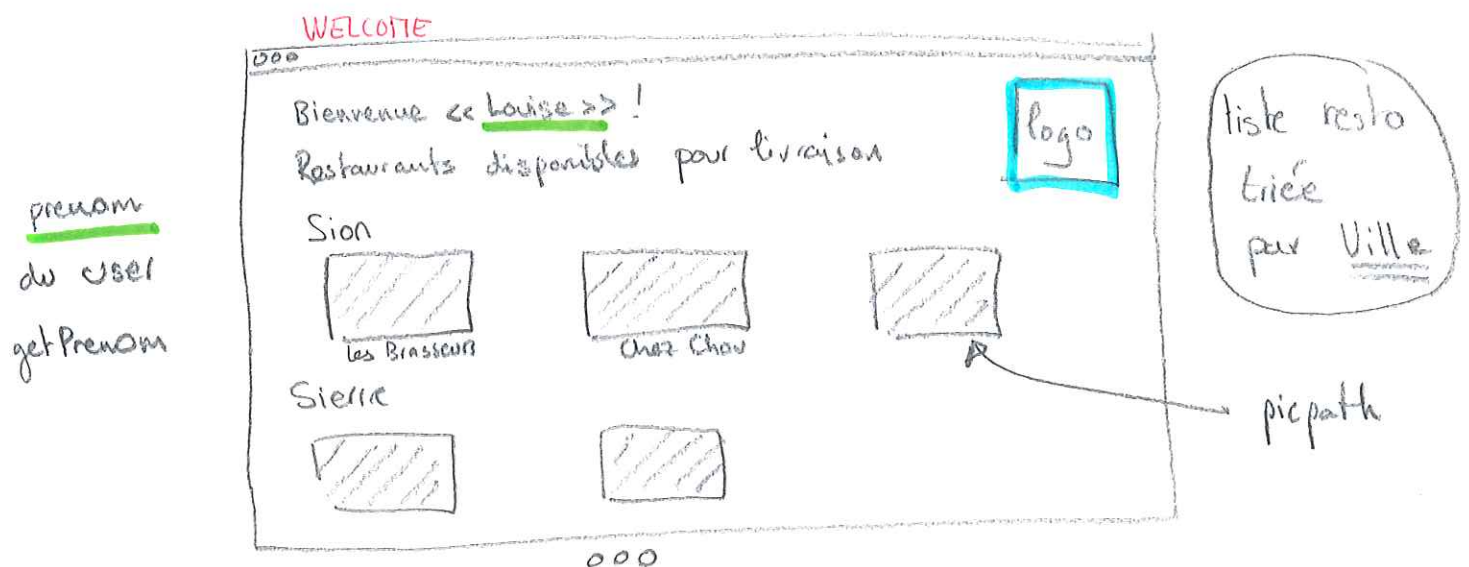 WELCOME
Bienvenue << Louise >> !
Restaurants disponibles pour livraison
logo
liste resto
triée
par Ville
prenom
du user
getPrenom
Sion
Les Brasseurs
Chez Chou
Sierre
picpath